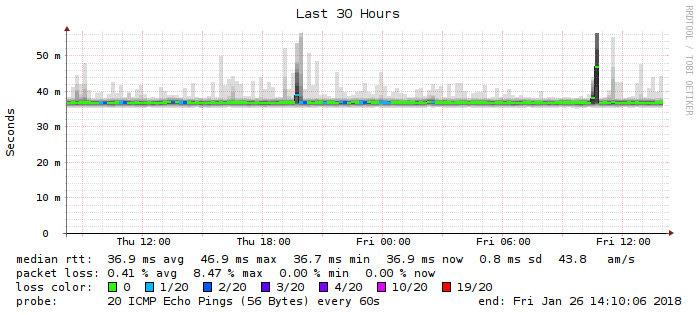 Last 30 Hours
RRDTOOL / TOBI OETIKER
Seconds
50 m
40 m
30 m
20 m
10 m
0
Thu 12:00 Thu 18:00 Fri 00:00 Fri 06:00 Fri 12:00
median rtt: 36.9 ms avg 46.9 ms max 36.7 ms min 36.9 ms now 0.8 ms sd 43.8 am/s
packet loss: 0.41 % avg 8.47 % max 0.00 % min 0.00 % now
loss color: 0 1/20 2/20 3/20 4/20 10/20 19/20
probe: 20 ICMP Echo Pings (56 Bytes) every 60s end: Fri Jan 26 14:10:06 2018